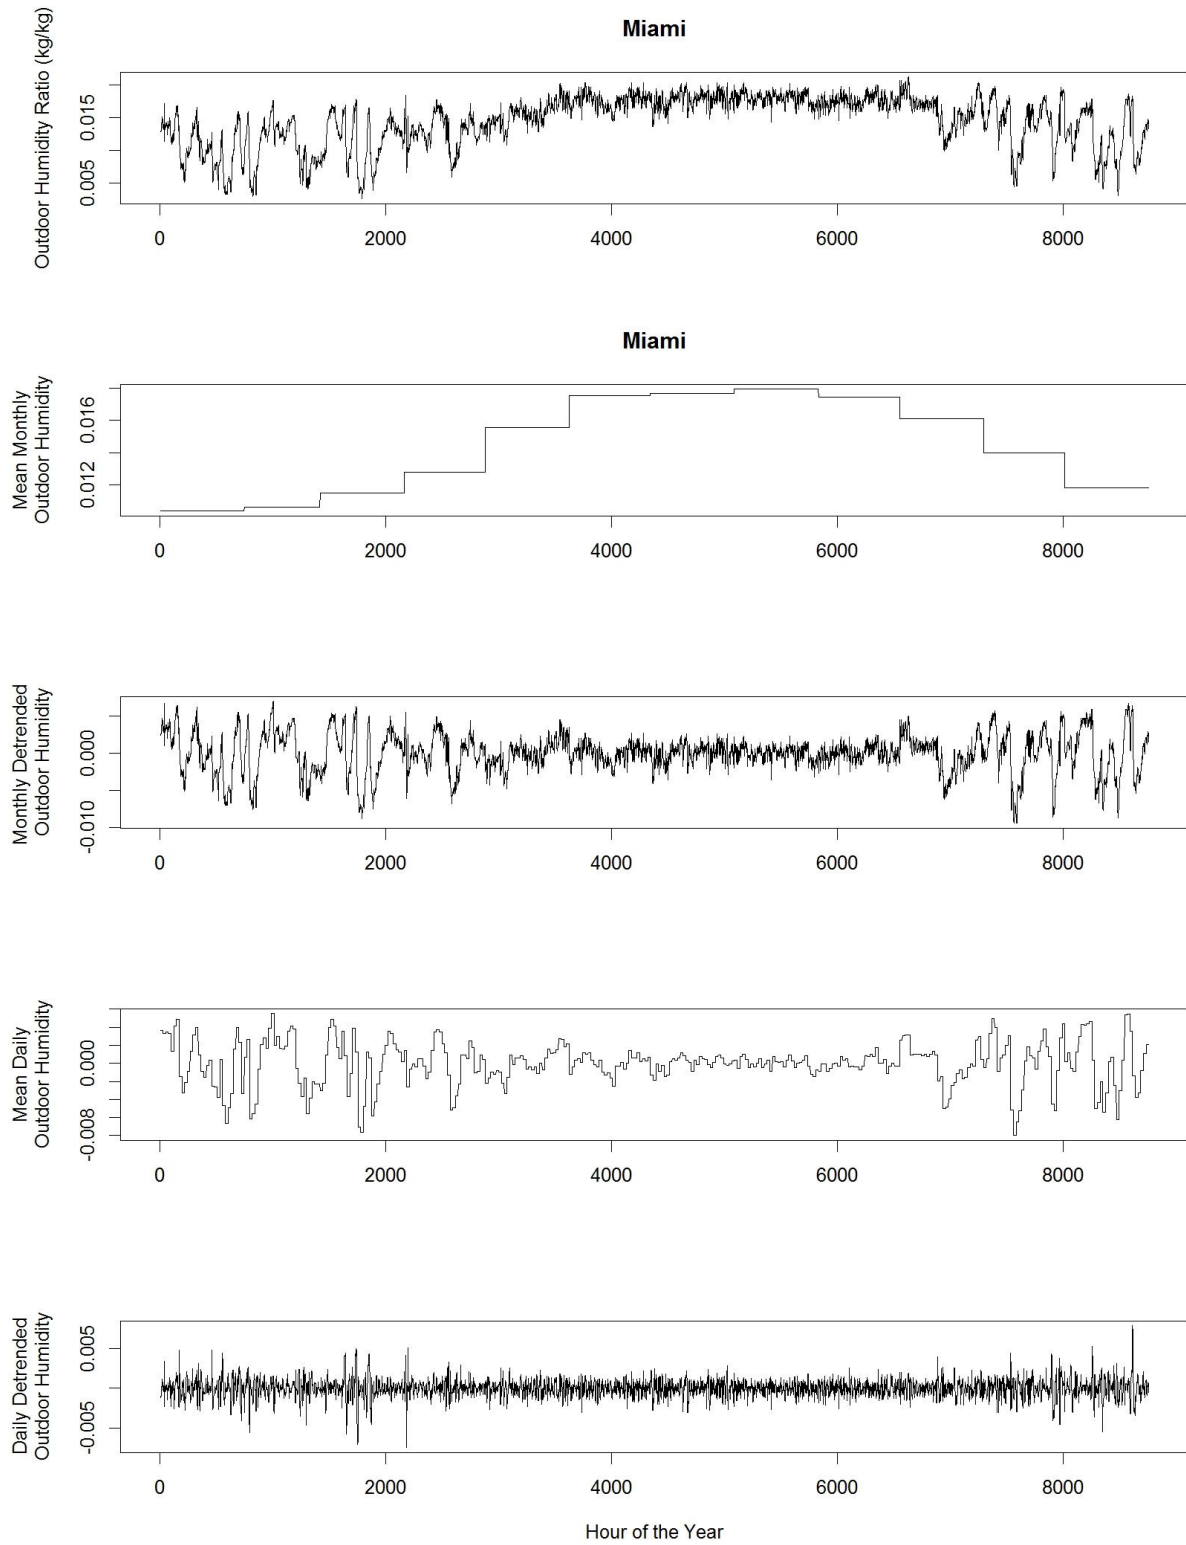 Miami
Outdoor Humidity Ratio (kg/kg)
0.015
0.005
0 2000 4000 6000 8000
Miami
Mean Monthly
Outdoor Humidity
0.016
0.012
0 2000 4000 6000 8000
Monthly Detrended
Outdoor Humidity
0.000
-0.010
0 2000 4000 6000 8000
Mean Daily
Outdoor Humidity
0.000
-0.008
0 2000 4000 6000 8000
Daily Detrended
Outdoor Humidity
0.005
-0.005
0 2000 4000 6000 8000
Hour of the Year